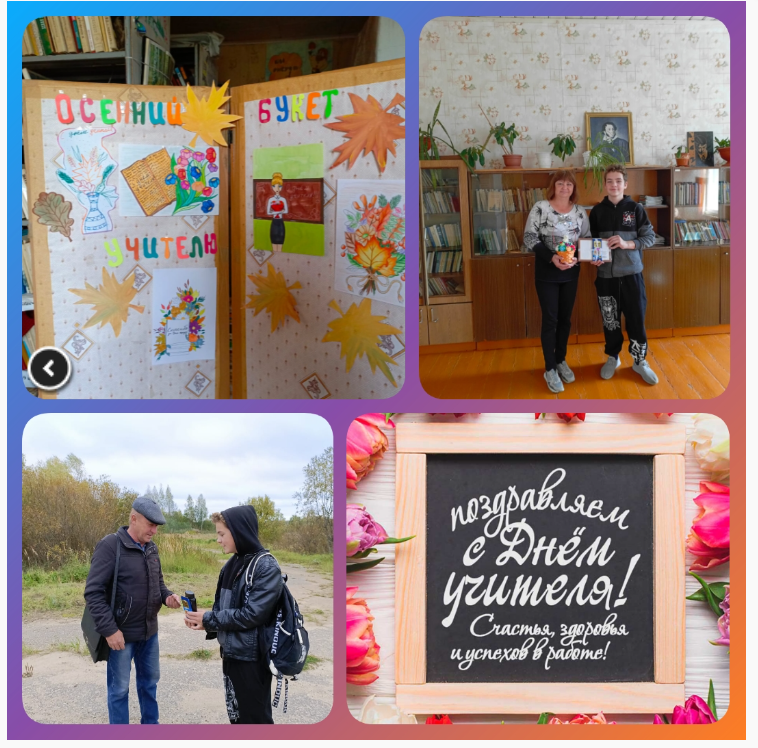 ОСЕННИЙ
БУКЕТ
УЧИТЕЛЮ
поздравляем
с Днём
учителя!
Счастья, здоровья
и успехов в работе!